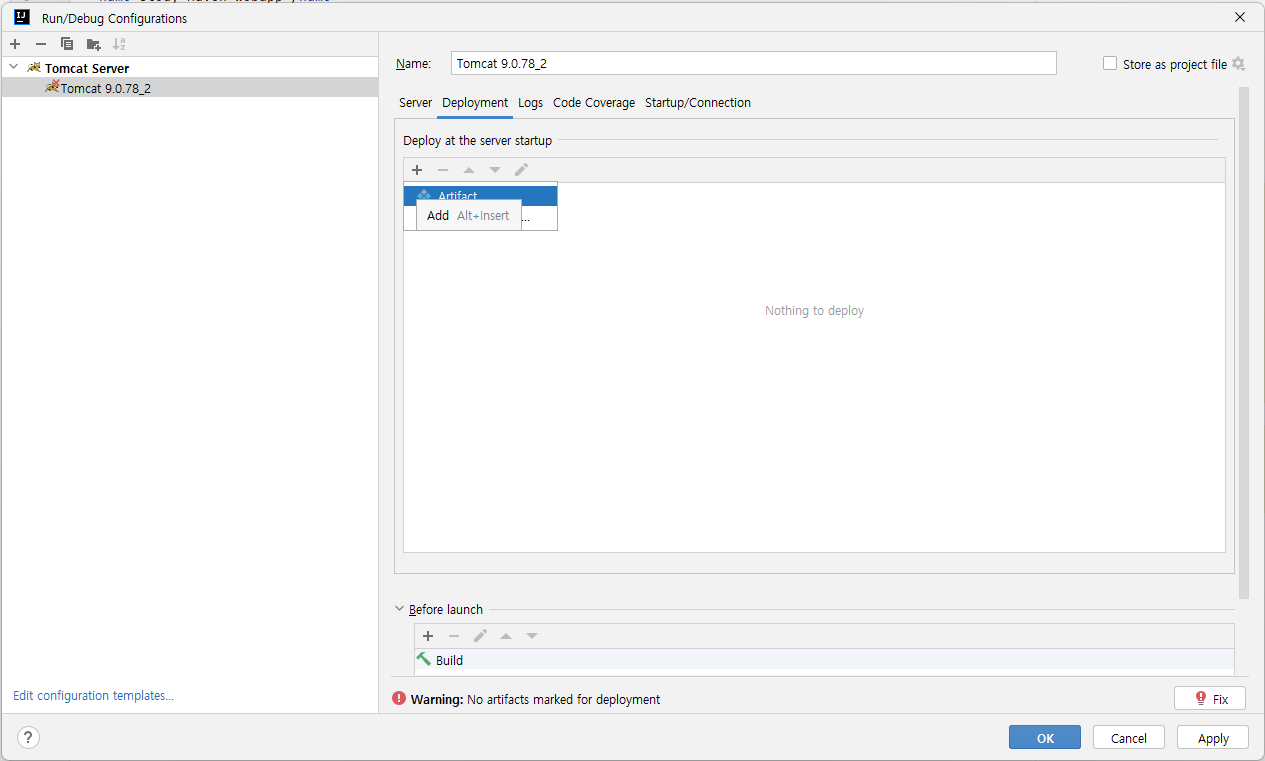 Run/Debug Configurations
Tomcat Server
Tomcat 9.0.78_2
Edit configuration templates...
Name:
Tomcat 9.0.78_2
Store as project file
Server Deployment Logs Code Coverage Startup/Connection
Deploy at the server startup
Artifact
Add Alt+Insert
...
Nothing to deploy
Before launch
Build
Warning: No artifacts marked for deployment
Fix
?
OK
Cancel
Apply